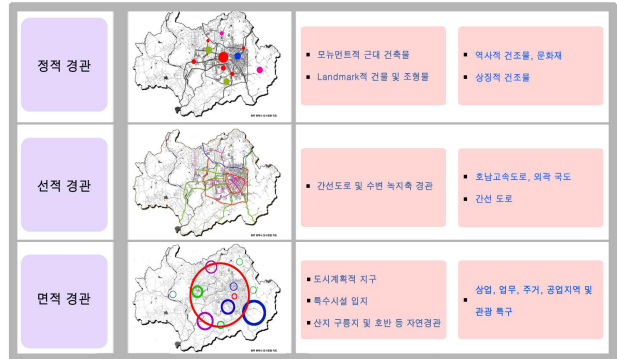 정적 경관
▪ 모뉴먼트적 근대 건축물
▪ Landmark적 건물 및 조형물
▪ 역사적 건조물, 문화재
▪ 상징적 건조물
선적 경관
▪ 간선도로 및 수변 녹지축 경관
▪ 호남고속도로, 외곽 국도
▪ 간선 도로
면적 경관
▪ 도시계획적 지구
▪ 특수시설 입지
▪ 산지 구릉지 및 호반 등 자연경관
▪ 상업, 업무, 주거, 공업지역 및
관광 특구